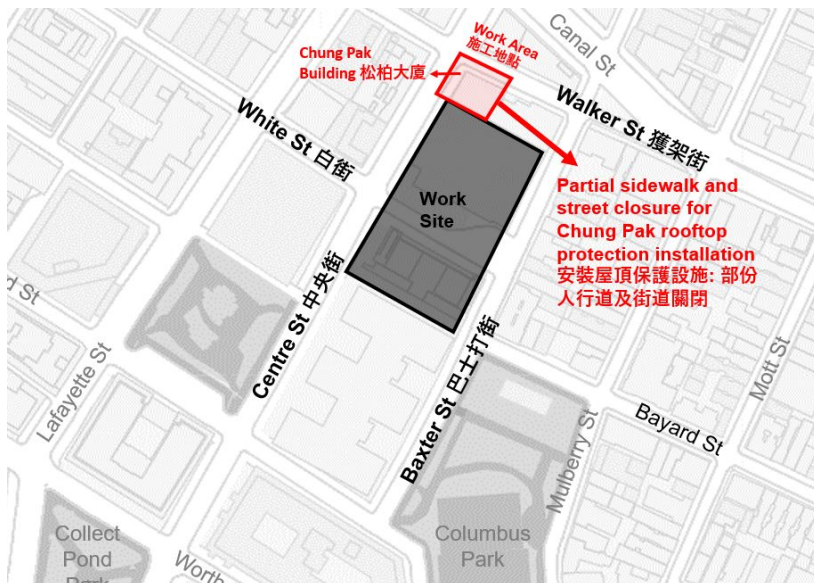 Canal St
Work Area
施工地點
Chung Pak
Building 松柏大廈
Walker St 獲架街
White St 白街
Work
Site
Partial sidewalk and
street closure for
Chung Pak rooftop
protection installation
安裝屋頂保護設施: 部份
人行道及街道關閉
Centre St 中央街
Baxter St 巴士打街
d St
Lafayette St
Mott St
Mulberry St
Bayard St
Collect
Pond
Park
Worth
Columbus
Park